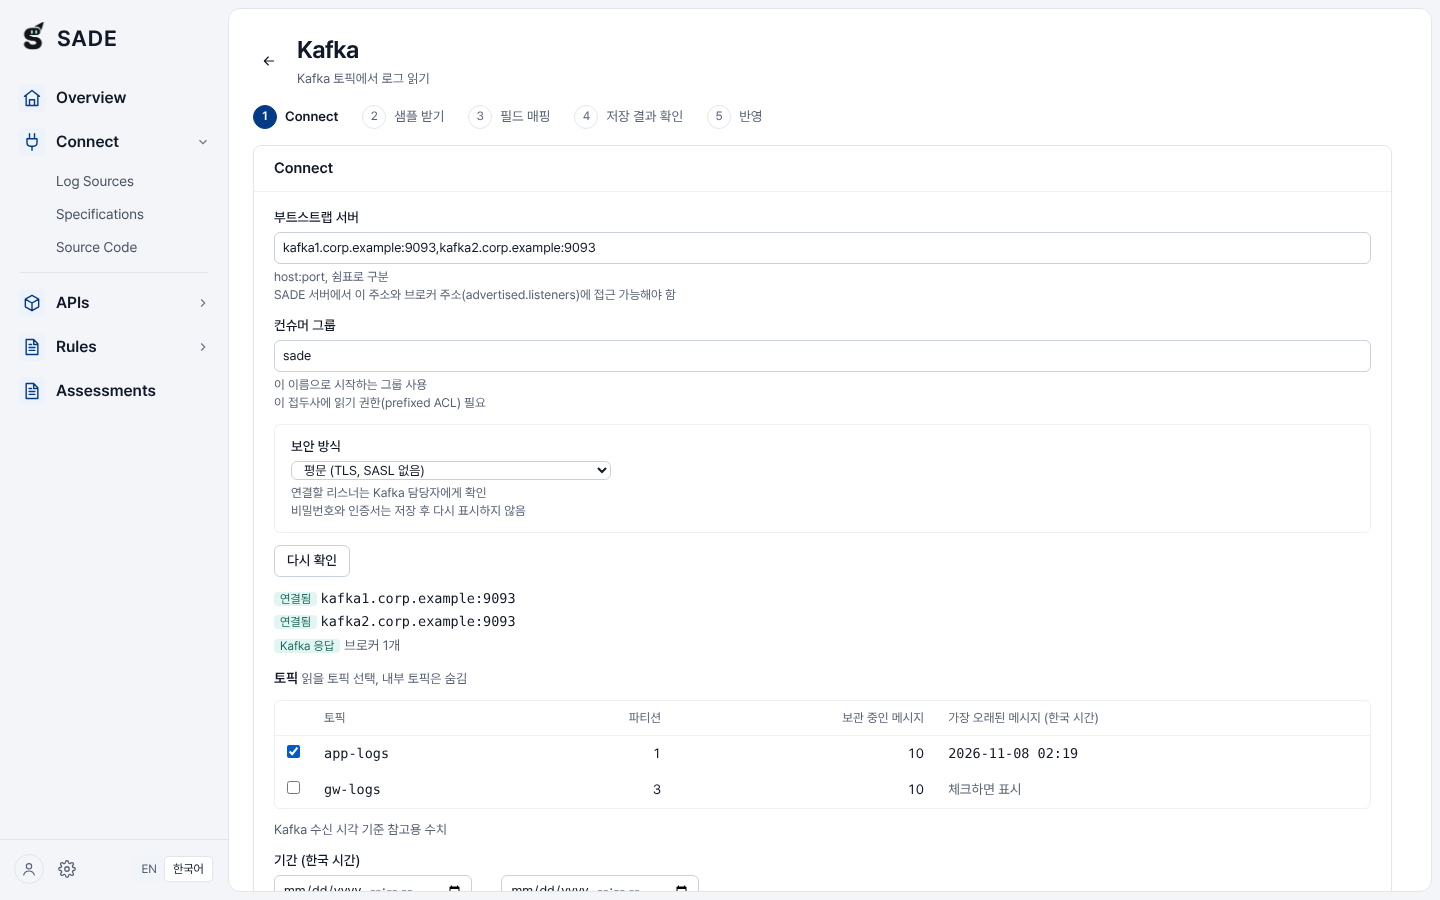 SADE
Overview
Connect
Log Sources
Specifications
Source Code
APIs
Rules
Assessments
EN
한국어
Kafka
Kafka 토픽에서 로그 읽기
1 Connect
2 샘플 받기
3 필드 매핑
4 저장 결과 확인
5 반영
Connect
부트스트랩 서버
kafka1.corp.example:9093,kafka2.corp.example:9093
host:port, 쉼표로 구분
SADE 서버에서 이 주소와 브로커 주소(advertised.listeners)에 접근 가능해야 함
컨슈머 그룹
sade
이 이름으로 시작하는 그룹 사용
이 접두사에 읽기 권한(prefixed ACL) 필요
보안 방식
평문 (TLS, SASL 없음)
연결할 리스너는 Kafka 담당자에게 확인
비밀번호와 인증서는 저장 후 다시 표시하지 않음
다시 확인
연결됨 kafka1.corp.example:9093
연결됨 kafka2.corp.example:9093
Kafka 응답 브로커 1개
토픽 읽을 토픽 선택, 내부 토픽은 숨김
토픽 파티션 보관 중인 메시지 가장 오래된 메시지 (한국 시간)
app-logs 1 10 2026-11-08 02:19
gw-logs 3 10 체크하면 표시
Kafka 수신 시각 기준 참고용 수치
기간 (한국 시간)